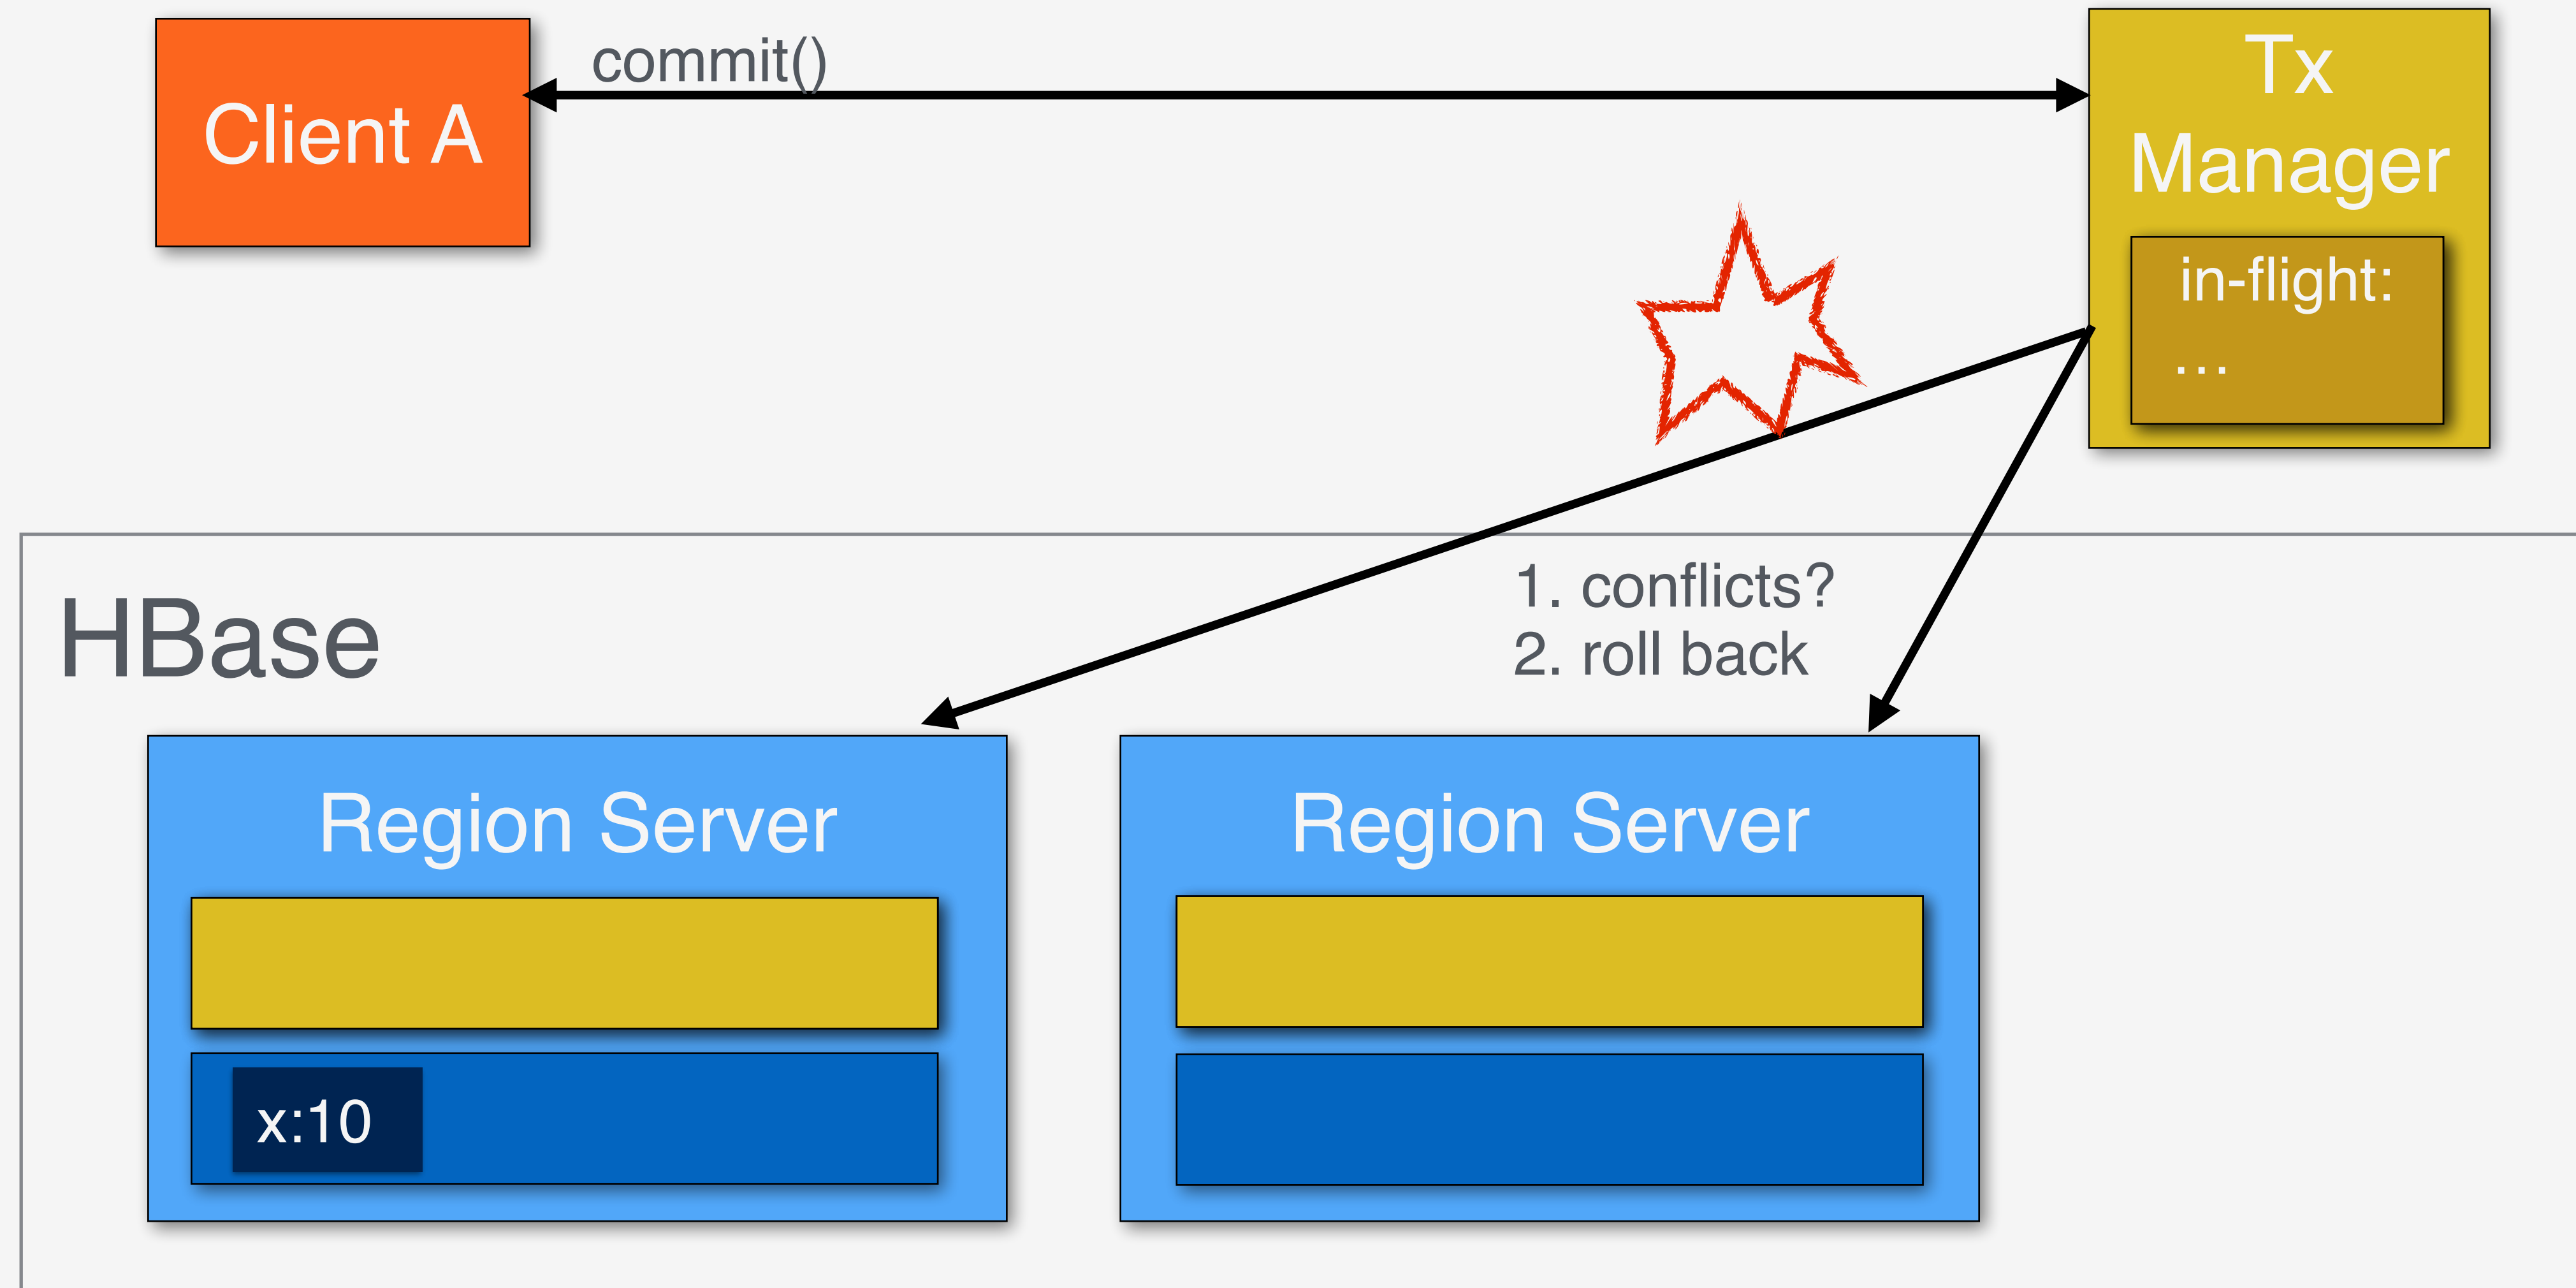 Client A
commit()
Tx
Manager
in-flight:
...
HBase
1. conflicts?
2. roll back
Region Server
x:10
Region Server